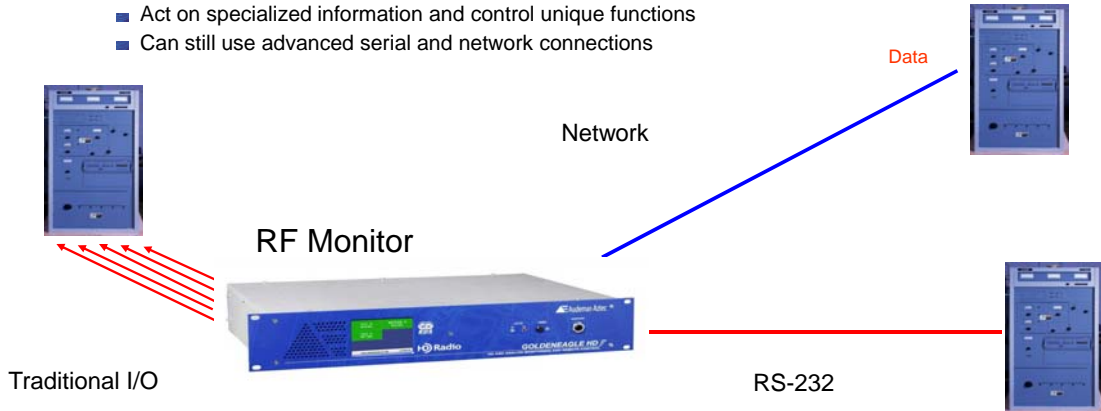 Act on specialized information and control unique functions
Can still use advanced serial and network connections
Data
Network
RF Monitor
Audemat-Aztec
HD Radio
GOLDENEAGLE HD
Traditional I/O
RS-232